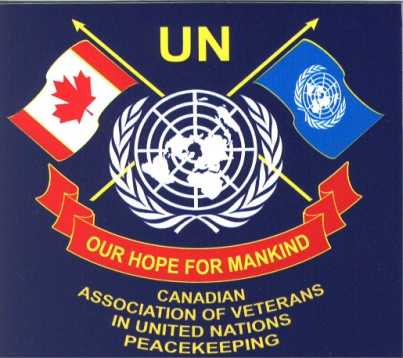 UN
OUR HOPE FOR MANKIND
CANADIAN
ASSOCIATION OF VETERANS
IN UNITED NATIONS
PEACEKEEPING